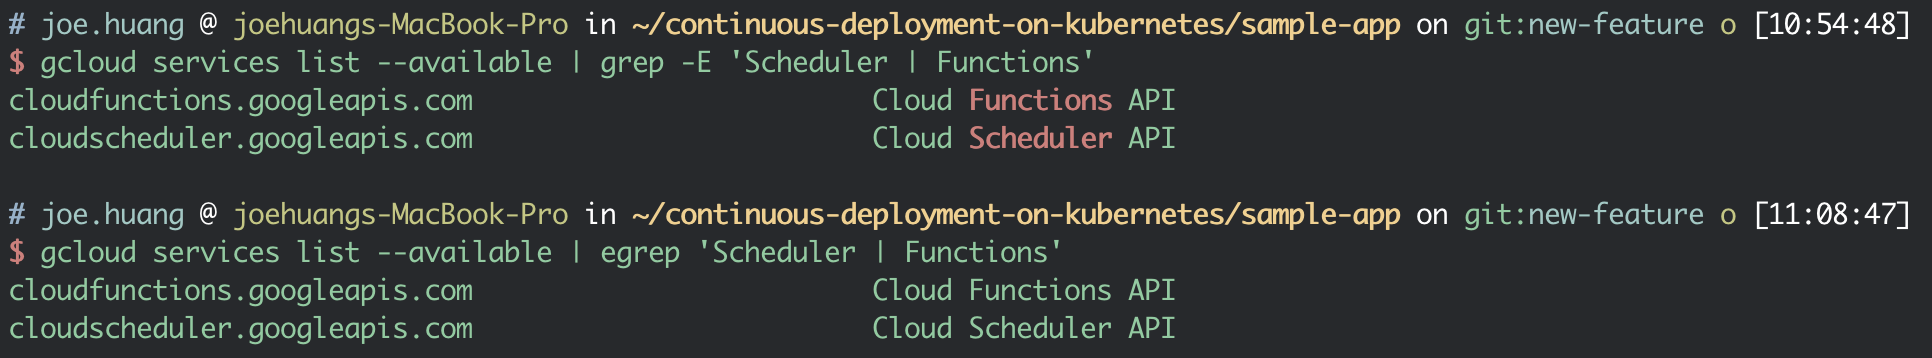 # joe.huang @ joehuangs-MacBook-Pro in ~/continuous-deployment-on-kubernetes/sample-app on git:new-feature o [10:54:48]
$ gcloud services list --available | grep -E 'Scheduler | Functions'
cloudfunctions.googleapis.com                         Cloud Functions API
cloudscheduler.googleapis.com                         Cloud Scheduler API

# joe.huang @ joehuangs-MacBook-Pro in ~/continuous-deployment-on-kubernetes/sample-app on git:new-feature o [11:08:47]
$ gcloud services list --available | egrep 'Scheduler | Functions'
cloudfunctions.googleapis.com                         Cloud Functions API
cloudscheduler.googleapis.com                         Cloud Scheduler API